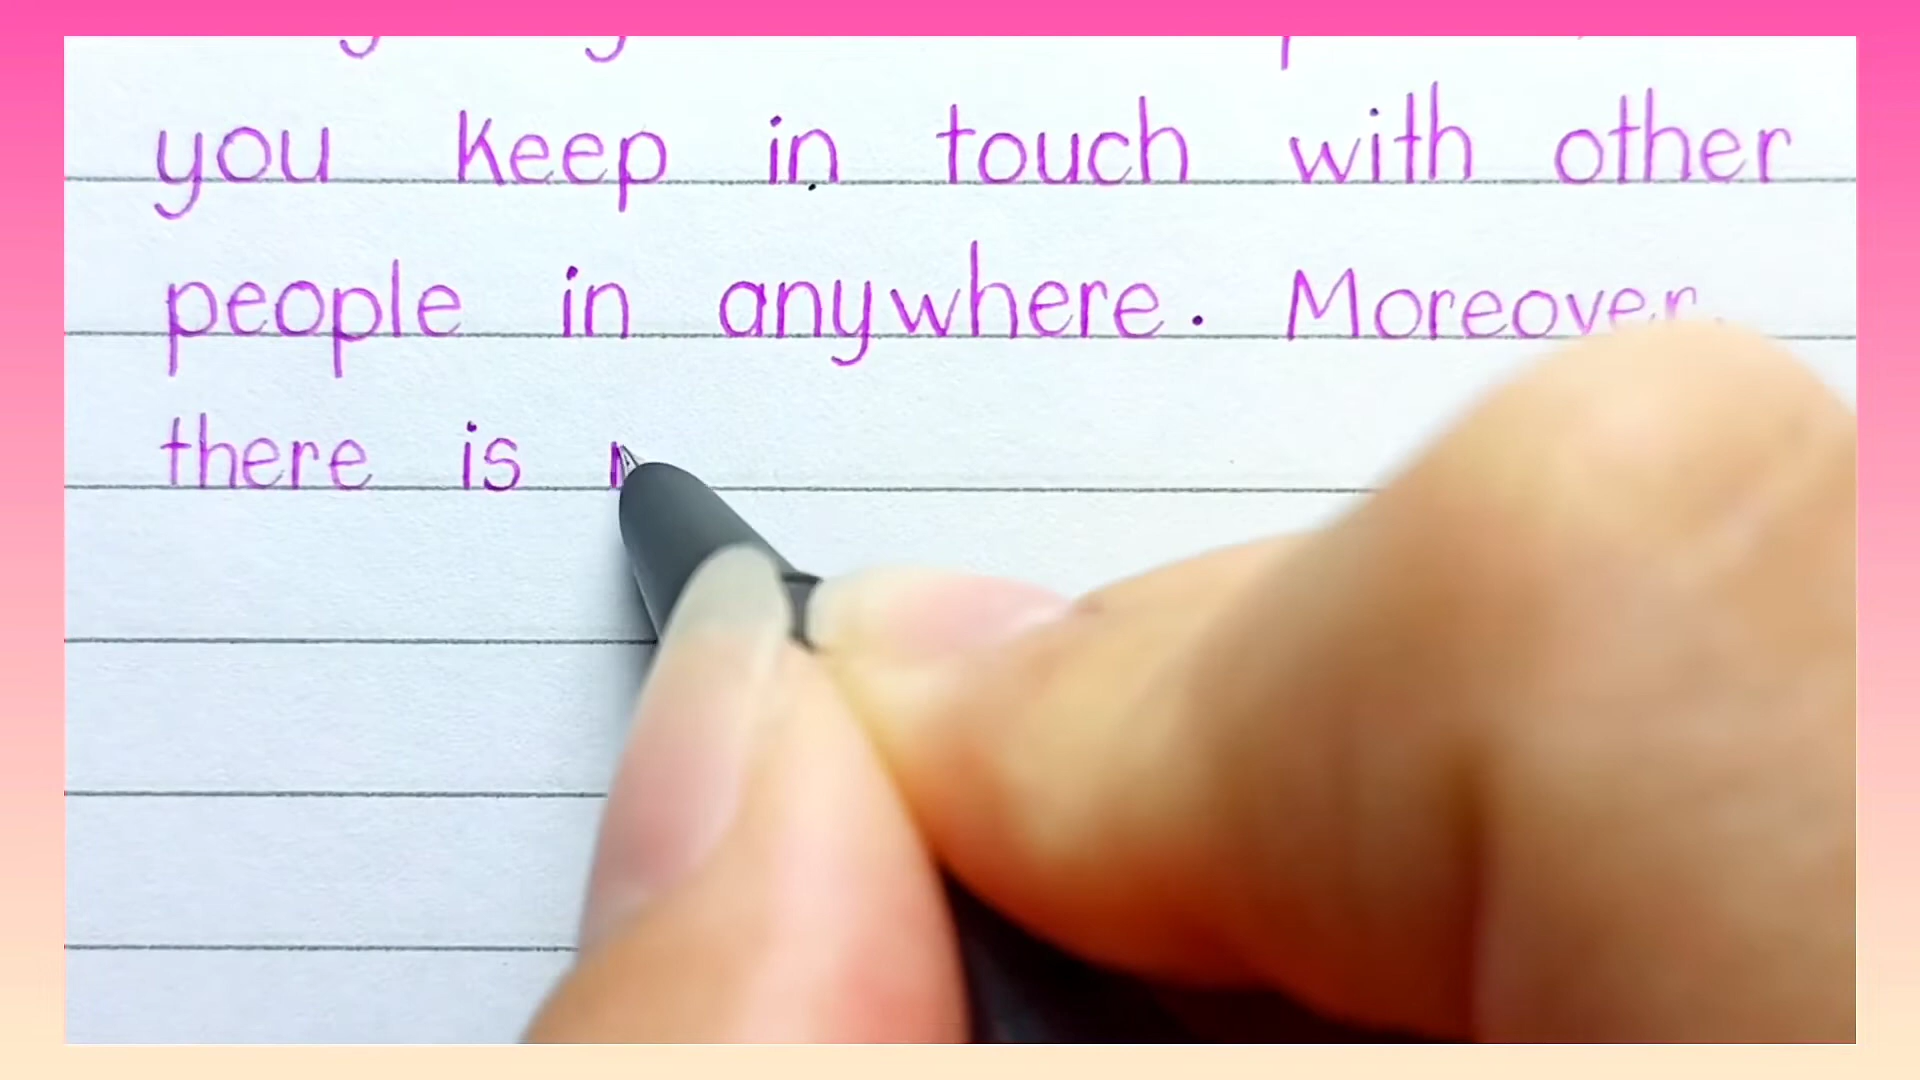 you keep in touch with other
people in anywhere. Moreover,
there is